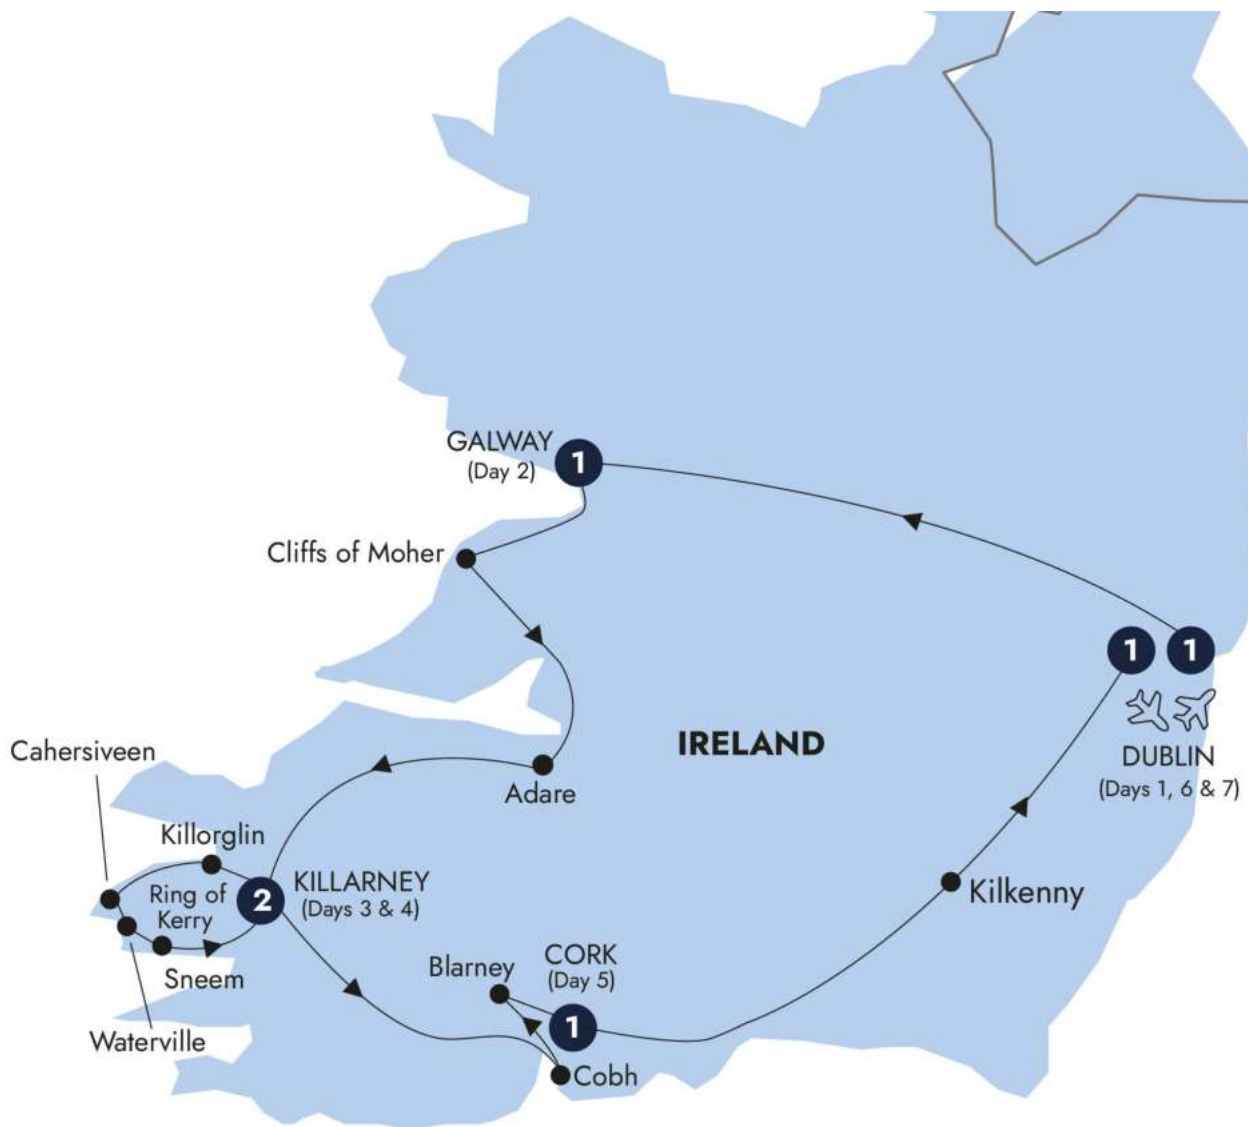 GALWAY
(Day 2)
1
Cliffs of Moher
1
1
IRELAND
DUBLIN
(Days 1, 6 & 7)
Cahersiveen
Adare
Killorglin
Ring of
Kerry
2
KILLARNEY
(Days 3 & 4)
Kilkenny
Sneem
Waterville
Blarney
CORK
(Day 5)
1
Cobh